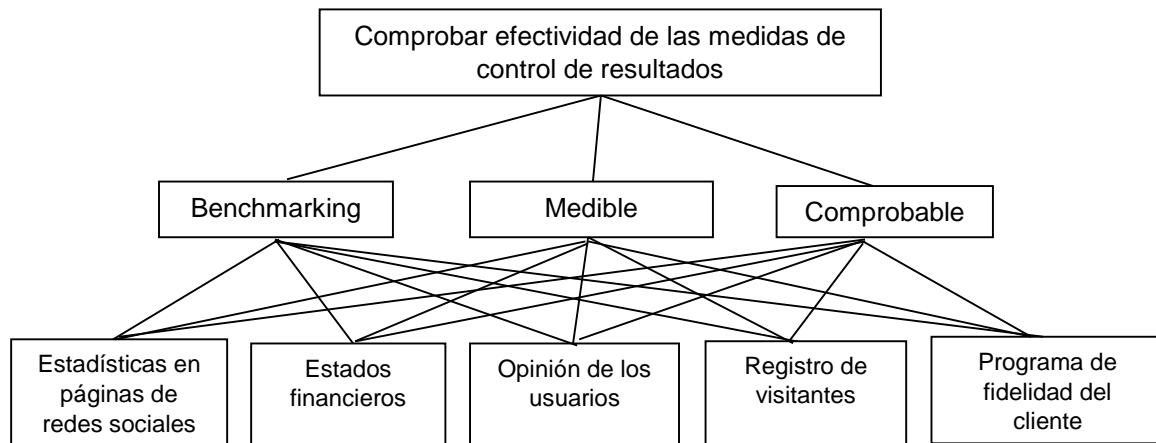 Comprobar efectividad de las medidas de
control de resultados
Benchmarking
Medible
Comprobable
Estadísticas en
páginas de
redes sociales
Estados
financieros
Opinión de los
usuarios
Registro de
visitantes
Programa de
fidelidad del
cliente